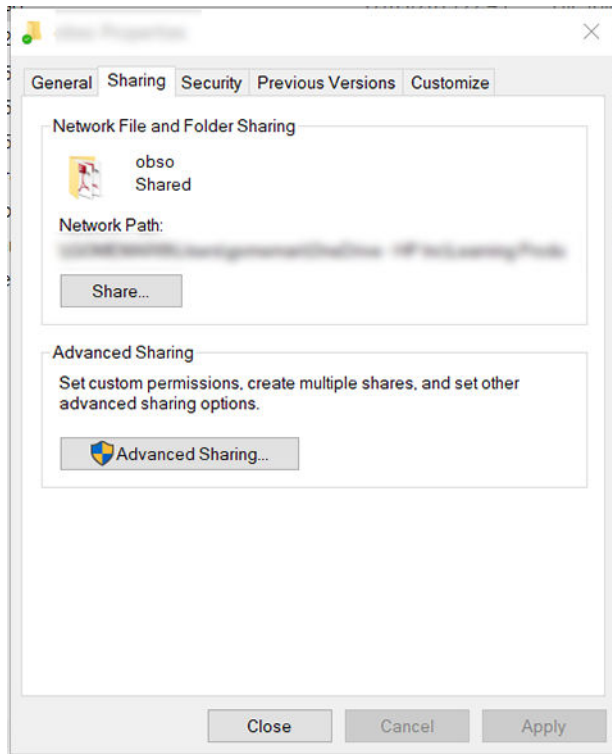 General Sharing Security Previous Versions Customize
Network File and Folder Sharing
obso
Shared
Network Path:
Share...
Advanced Sharing
Set custom permissions, create multiple shares, and set other
advanced sharing options.
Advanced Sharing...
Close Cancel Apply